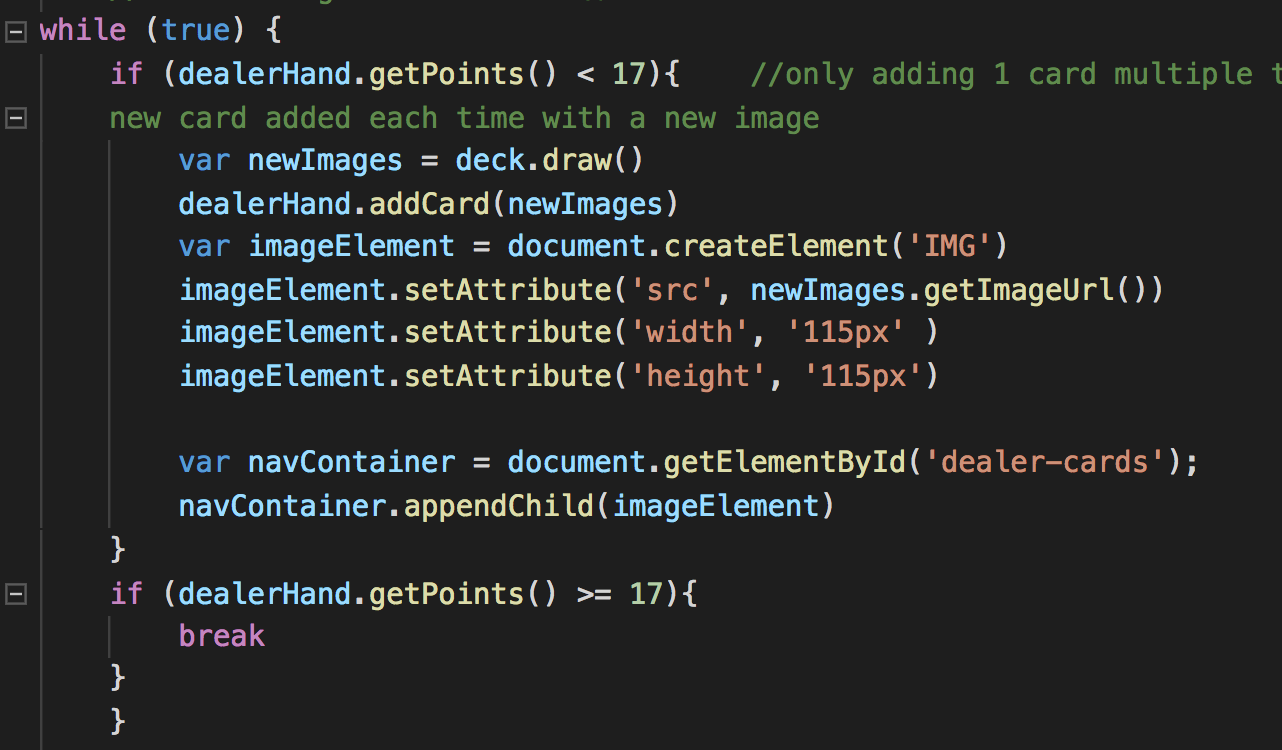 while (true) {
if (dealerHand.getPoints() < 17){    //only adding 1 card multiple
new card added each time with a new image
var newImages = deck.draw()
dealerHand.addCard(newImages)
var imageElement = document.createElement('IMG')
imageElement.setAttribute('src', newImages.getImageUrl())
imageElement.setAttribute('width', '115px' )
imageElement.setAttribute('height', '115px')
var navContainer = document.getElementById('dealer-cards');
navContainer.appendChild(imageElement)
}
if (dealerHand.getPoints() >= 17){
break
}
}